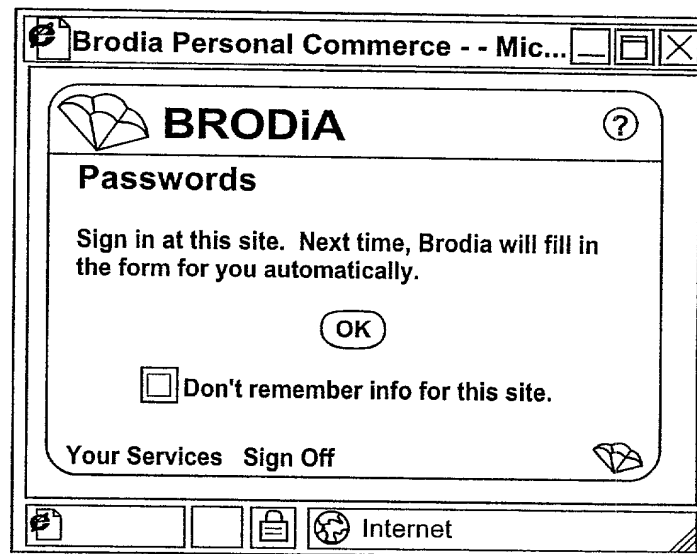 Brodia Personal Commerce - - Mic...
BRODiA
?
Passwords
Sign in at this site. Next time, Brodia will fill in
the form for you automatically.
OK
Don't remember info for this site.
Your Services Sign Off
Internet